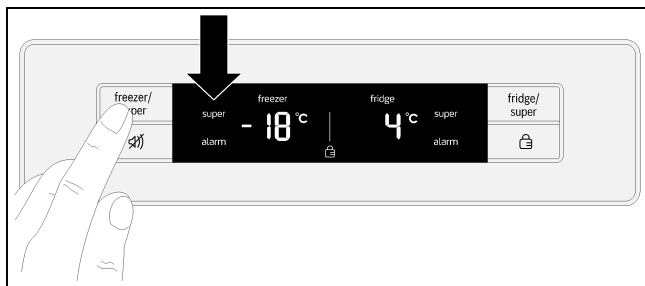 freezer/
super
freezer
fridge
fridge/
super
super
- 18 °C
4 °C
super
alarm
alarm